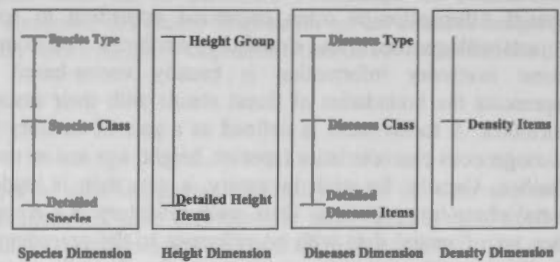 Species Type
Height Group
Diseases Type
Species Class
Diseases Class
Density Items
Detailed
Species
Detailed Height
Items
Detailed
Diseases Items
Species Dimension
Height Dimension
Diseases Dimension
Density Dimension